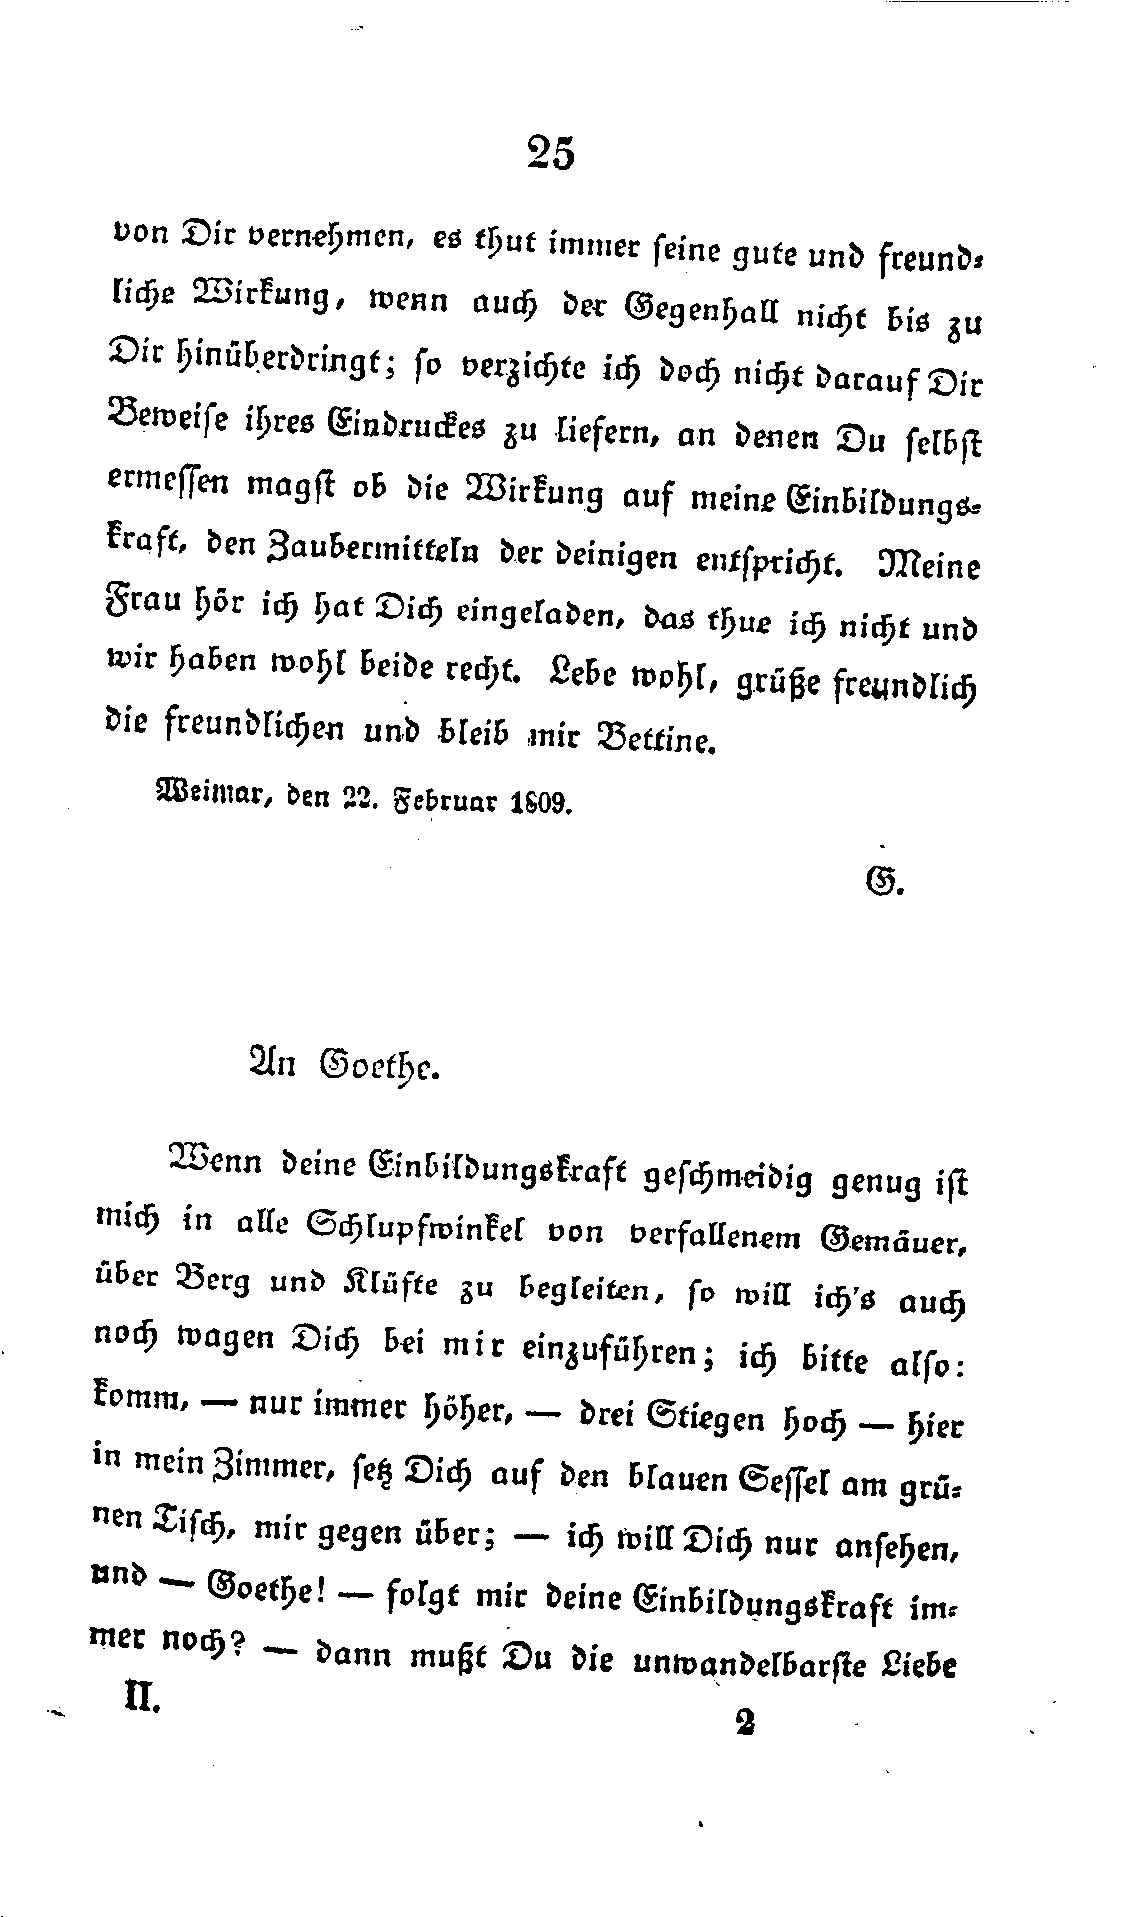 25
von Dir vernehmen, es thut immer seine gute und freund-
liche Wirkung, wenn auch der Gegenhall nicht bis zu
Dir hinüberdringt; so verzichte ich doch nicht darauf Dir
Beweise ihres Eindruckes zu liefern, an denen Du selbst
ermessen magst ob die Wirkung auf meine Einbildungs-
kraft, den Zaubermitteln der deinigen entspricht. Meine
Frau hör ich hat Dich eingeladen, das thue ich nicht und
wir haben wohl beide recht. Lebe wohl, grüße freundlich
die freundlichen und bleib mir Bettine.
Weimar, den 22. Februar 1809.
G.
An Goethe.
Wenn deine Einbildungskraft geschmeidig genug ist
mich in alle Schlupfwinkel von verfallenem Gemäuer,
über Berg und Klüfte zu begleiten, so will ich's auch
noch wagen Dich bei mir einzuführen; ich bitte also:
komm, — nur immer höher, — drei Stiegen hoch — hier
in mein Zimmer, setz Dich auf den blauen Sessel am grü-
nen Tisch, mir gegen über; — ich will Dich nur ansehen,
und — Goethe! — folgt mir deine Einbildungskraft im-
mer noch? — dann mußt Du die unwandelbarste Liebe
II.
2